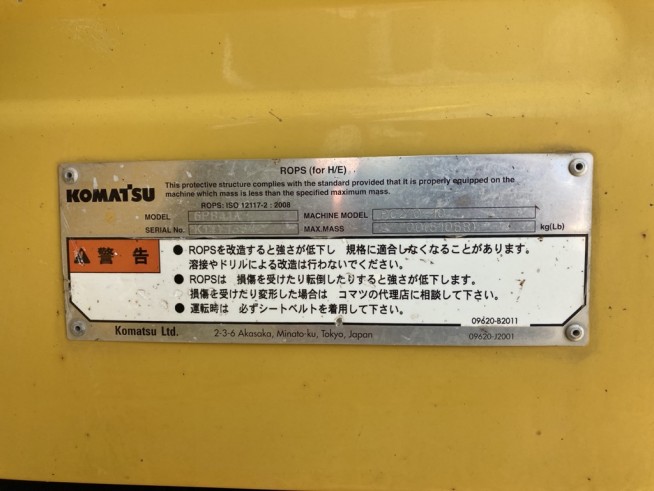 ROPS (for H/E)
KOMATSU
This protective structure complies with the standard provided that it is properly equipped on the
machine which mass is less than the specified maximum mass.
ROPS: ISO 12117-2 : 2008
MODEL MACHINE MODEL
SERIAL No. MAX.MASS kg(Lb)
警告
● ROPSを改造すると強さが低下し 規格に適合しなくなることがあります。
溶接やドリルによる改造は行わないでください。
● ROPSは 損傷を受けたり転倒したりすると強さが低下します。
損傷を受けたり変形した場合は コマツの代理店に相談して下さい。
● 運転時は 必ずシートベルトを着用して下さい。
09620-B2011
Komatsu Ltd. 2-3-6 Akasaka, Minato-ku, Tokyo, Japan 09620-J2001